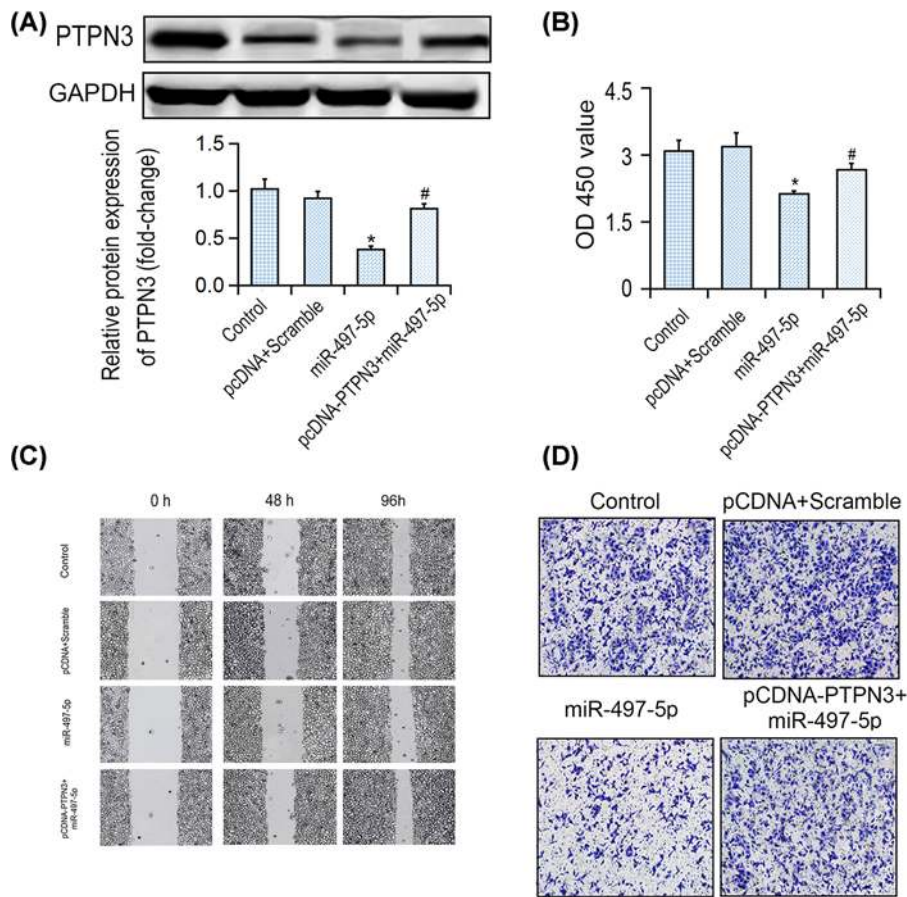 (A)
PTPN3
GAPDH
Relative protein expression
of PTPN3 (fold-change)
1.5
1.0
0.5
0.0
*
#
Control
pcDNA+Scramble
miR-497-5p
pcDNA-PTPN3+miR-497-5p
(B)
OD 450 value
4.5
3
1.5
0
*
#
Control
pcDNA+Scramble
miR-497-5p
pcDNA-PTPN3+miR-497-5p
(C)
0 h
48 h
96h
Control
pCDNA+Scramble
miR-497-5p
pCDNA-PTPN3+
miR-497-5p
(D)
Control
pCDNA+Scramble
miR-497-5p
pCDNA-PTPN3+
miR-497-5p